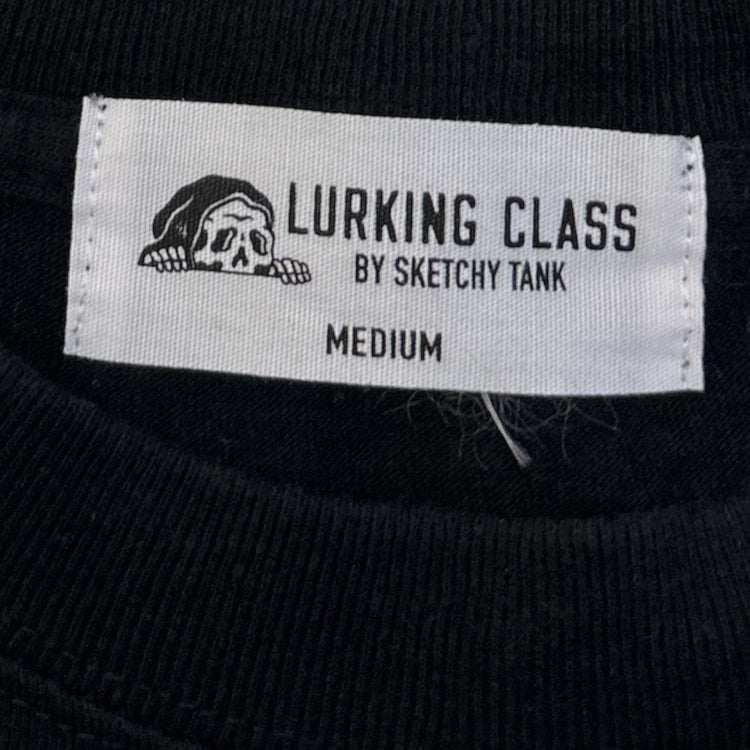 LURKING CLASS
BY SKETCHY TANK
MEDIUM